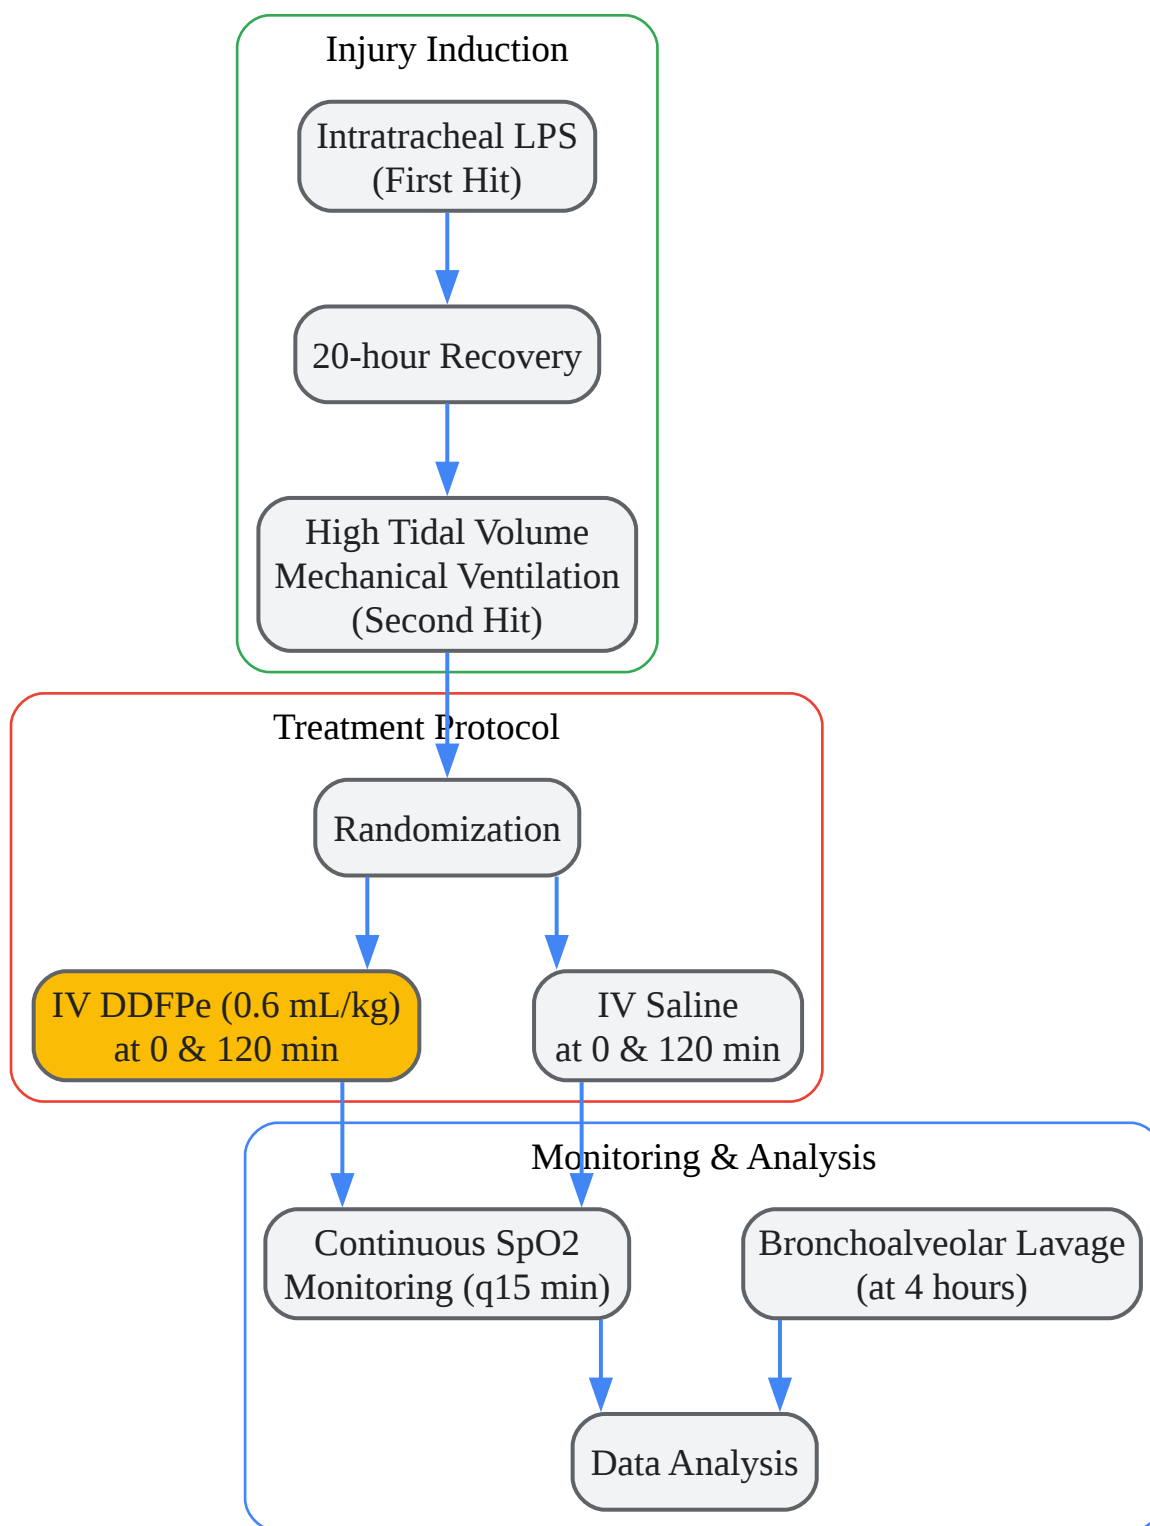 Injury Induction
Intratracheal LPS
(First Hit)
20-hour Recovery
High Tidal Volume
Mechanical Ventilation
(Second Hit)
Treatment Protocol
Randomization
IV DDFPe (0.6 mL/kg)
at 0 & 120 min
IV Saline
at 0 & 120 min
Monitoring & Analysis
Continuous SpO2
Monitoring (q15 min)
Bronchoalveolar Lavage
(at 4 hours)
Data Analysis